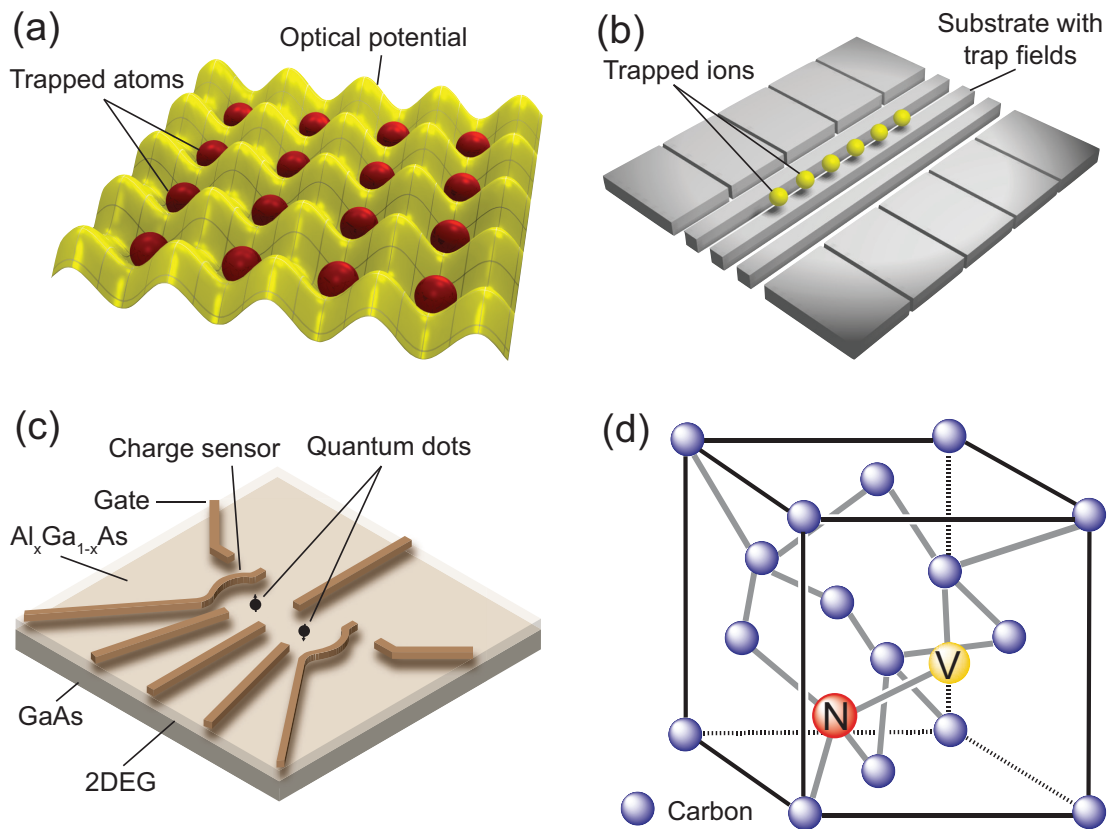 (a)
Optical potential
Trapped atoms
(b)
Substrate with
trap fields
Trapped ions
(c)
Charge sensor
Quantum dots
Gate
AlxGa1-xAs
GaAs
2DEG
(d)
V
N
Carbon